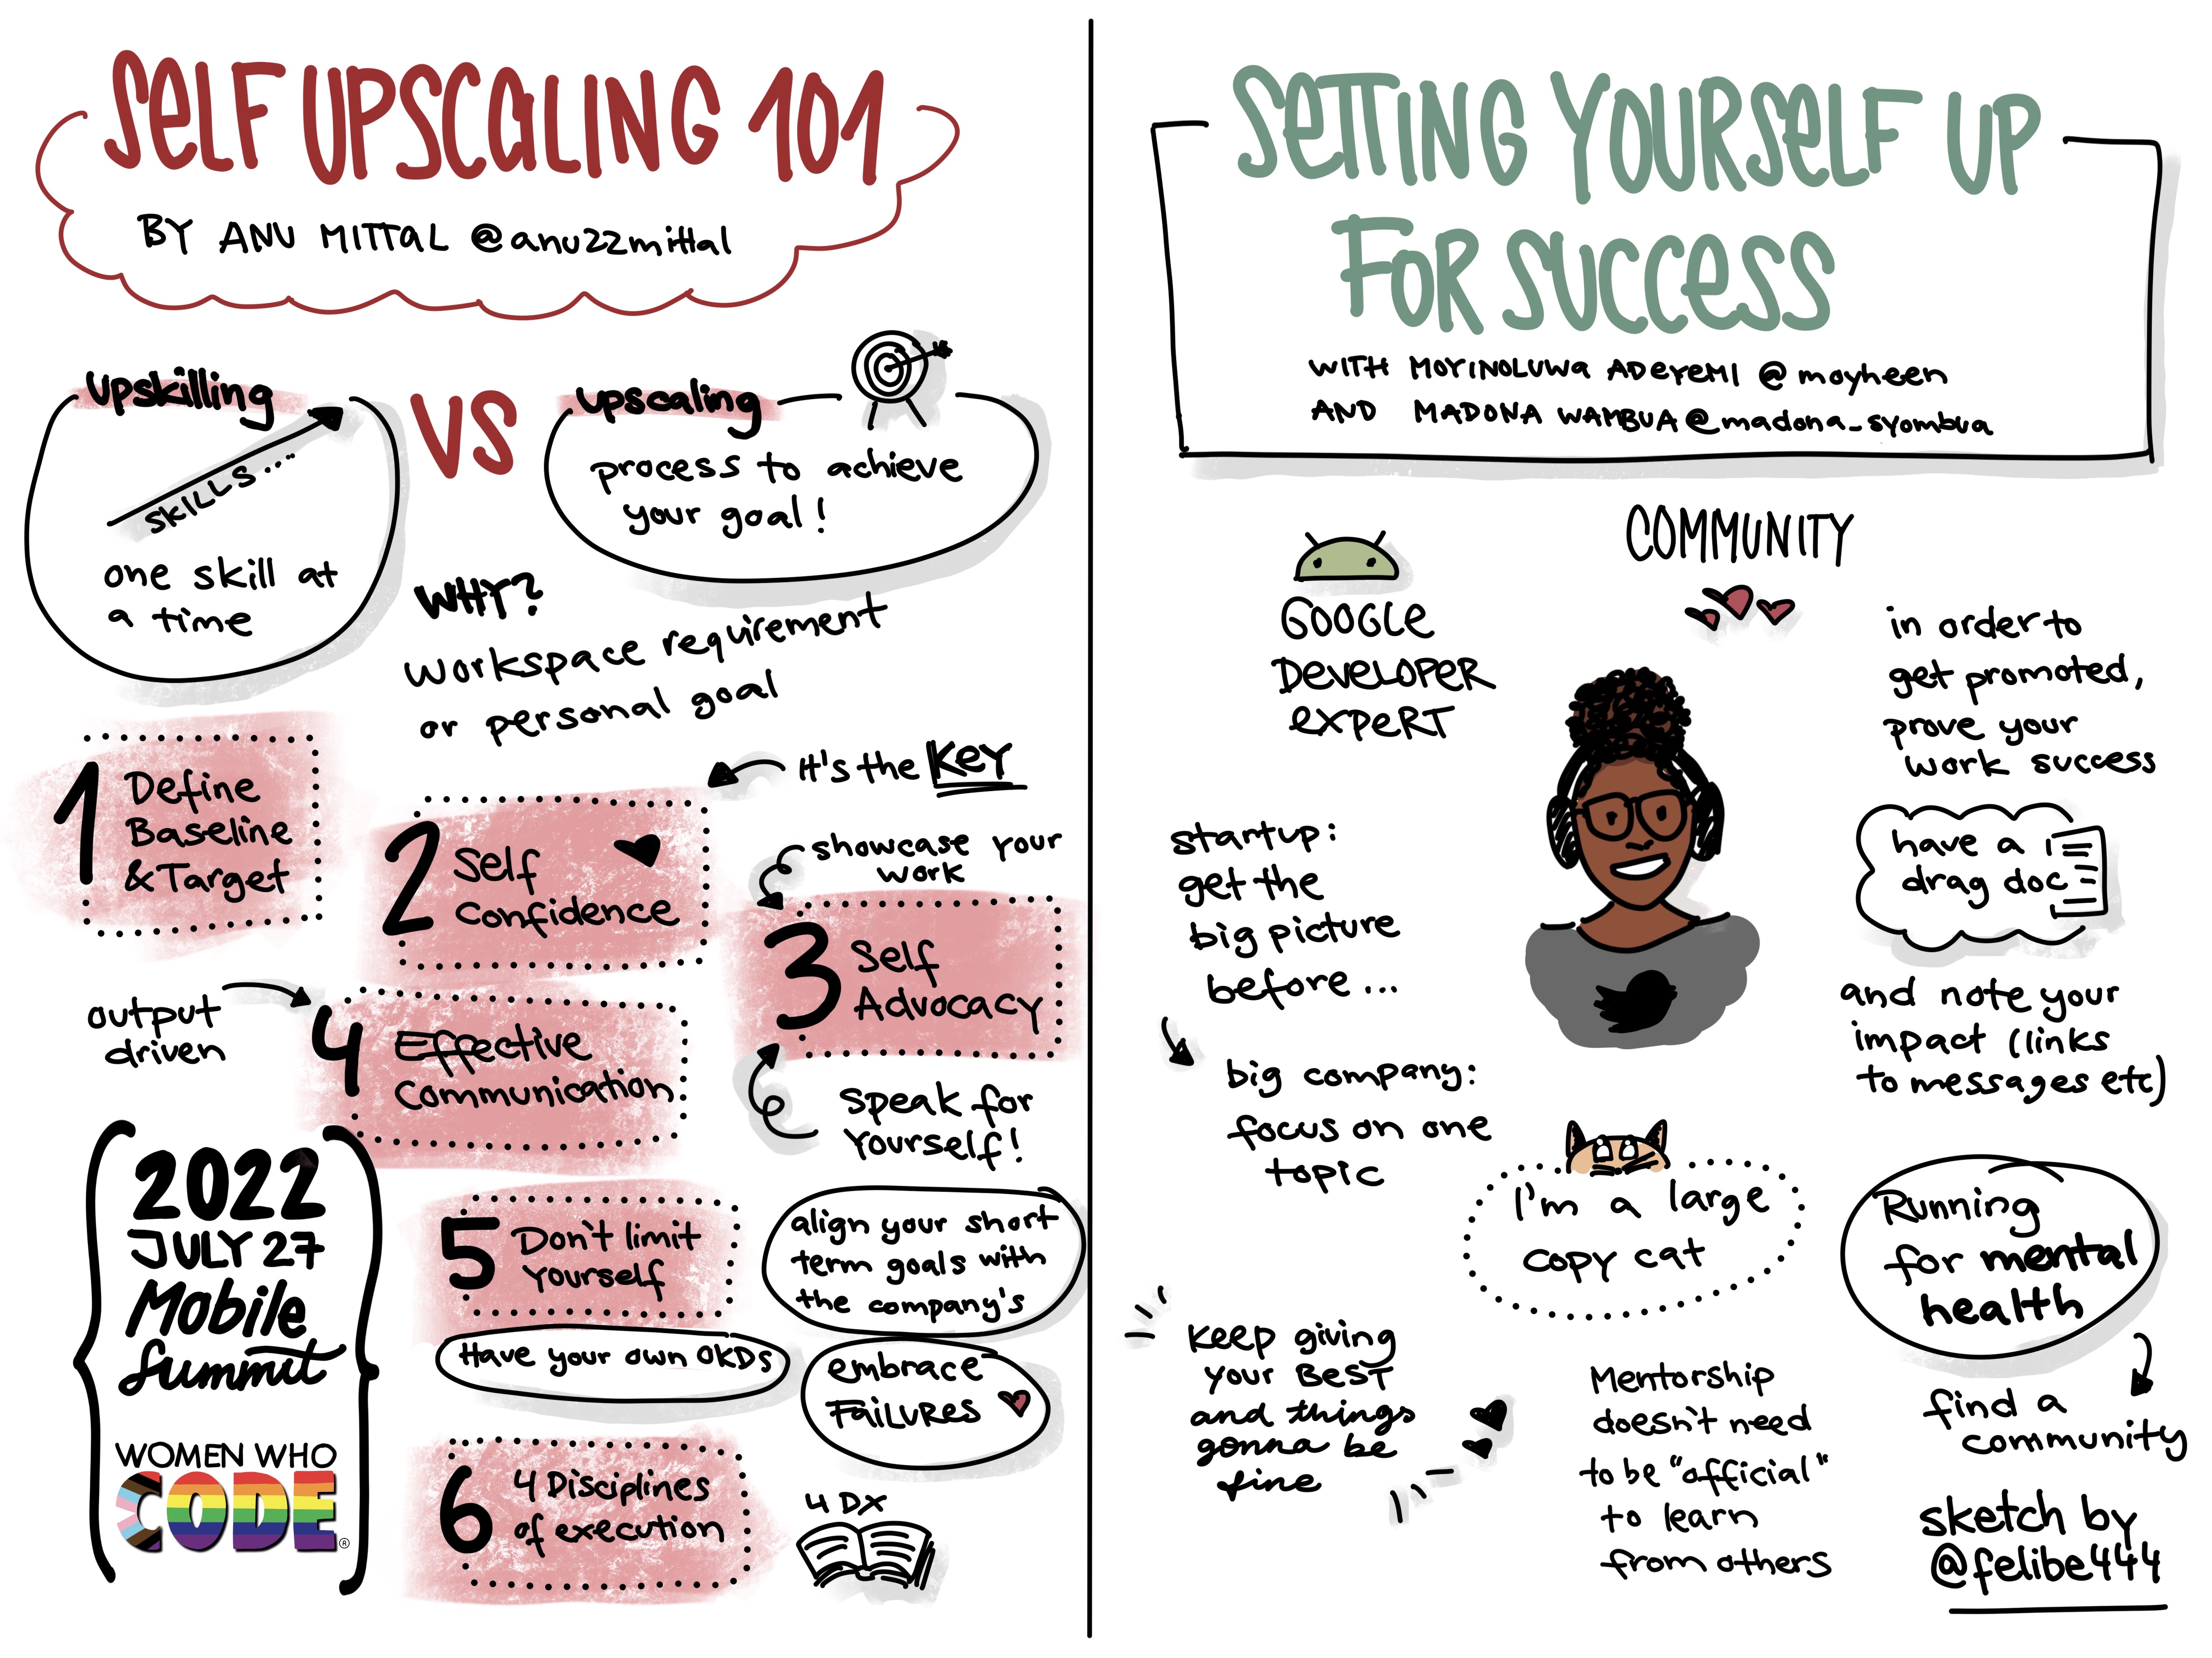 SELF UPSCALING 101
BY ANU MITTAL @anu22mittal
upskilling
SKILLS....
one skill at
a time
VS
upscaling
process to achieve
your goal!
WHY?
workspace requirement
or personal goal
1 Define
Baseline
& Target
It's the KEY
2 Self
Confidence
showcase your
work
3 Self
Advocacy
Speak for
Yourself!
output
driven
4 Effective
Communication
5 Don't limit
Yourself
align your short
term goals with
the company's
Have your own OKDs
embrace
FAILURES
6 4 Disciplines
of execution
4 DX
2022
JULY 27
Mobile
Summit
WOMEN WHO
CODE®
SETTING YOURSELF UP
FOR SUCCESS
WITH MOYINOLUWA ADEYEMI @moyheen
AND MADONA WAMBUA @madona_syombua
GOOGLE
DEVELOPER
EXPERT
COMMUNITY
in order to
get promoted,
prove your
work success
have a
drag doc
and note your
impact (links
to messages etc)
startup:
get the
big picture
before...
big company:
focus on one
topic
I'm a large
copy cat
Running
for mental
health
find a
community
Keep giving
your BEST
and things
gonna be
fine
Mentorship
doesn't need
to be "official"
to learn
from others
sketch by
@felibe444